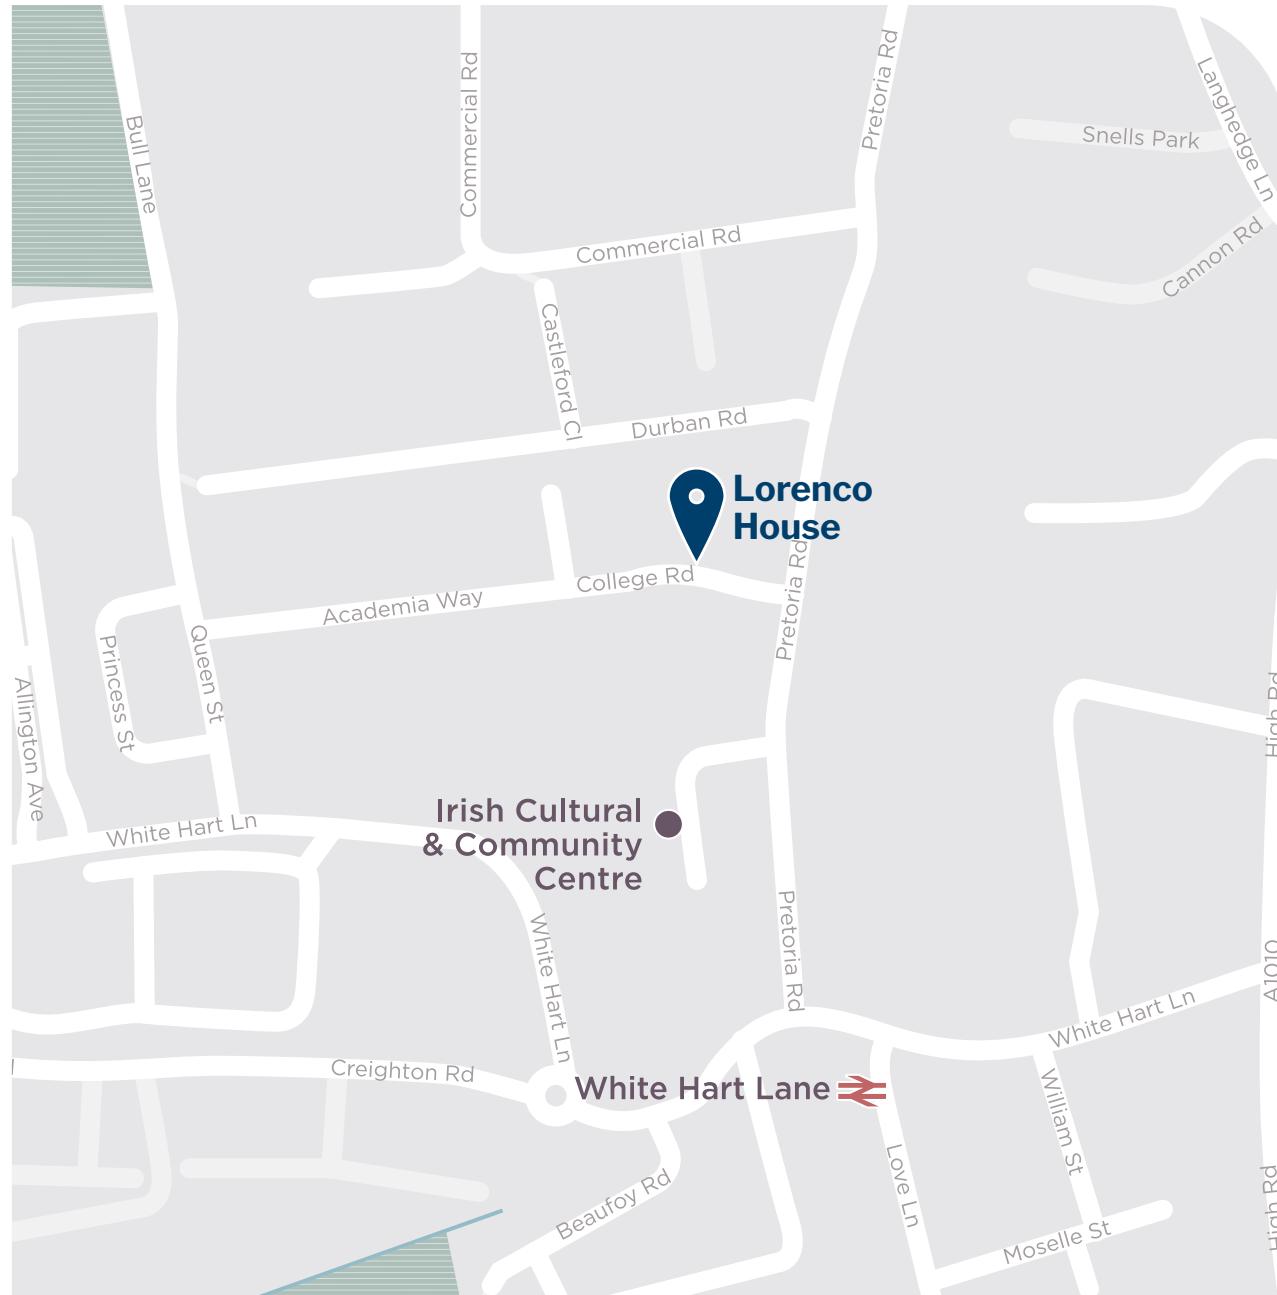 Bull Lane
Commercial Rd
Pretoria Rd
Langhedge Ln
Snells Park
Commercial Rd
Cannon Rd
Castleford Cl
Durban Rd
Lorenco
House
College Rd
Academia Way
Pretoria Rd
Queen St
Princess St
Allington Ave
High Rd
Irish Cultural
& Community
Centre
White Hart Ln
Pretoria Rd
White Hart Ln
A1010
White Hart Ln
Creighton Rd
White Hart Lane
William St
Love Ln
Beaufoy Rd
Moselle St
High Rd